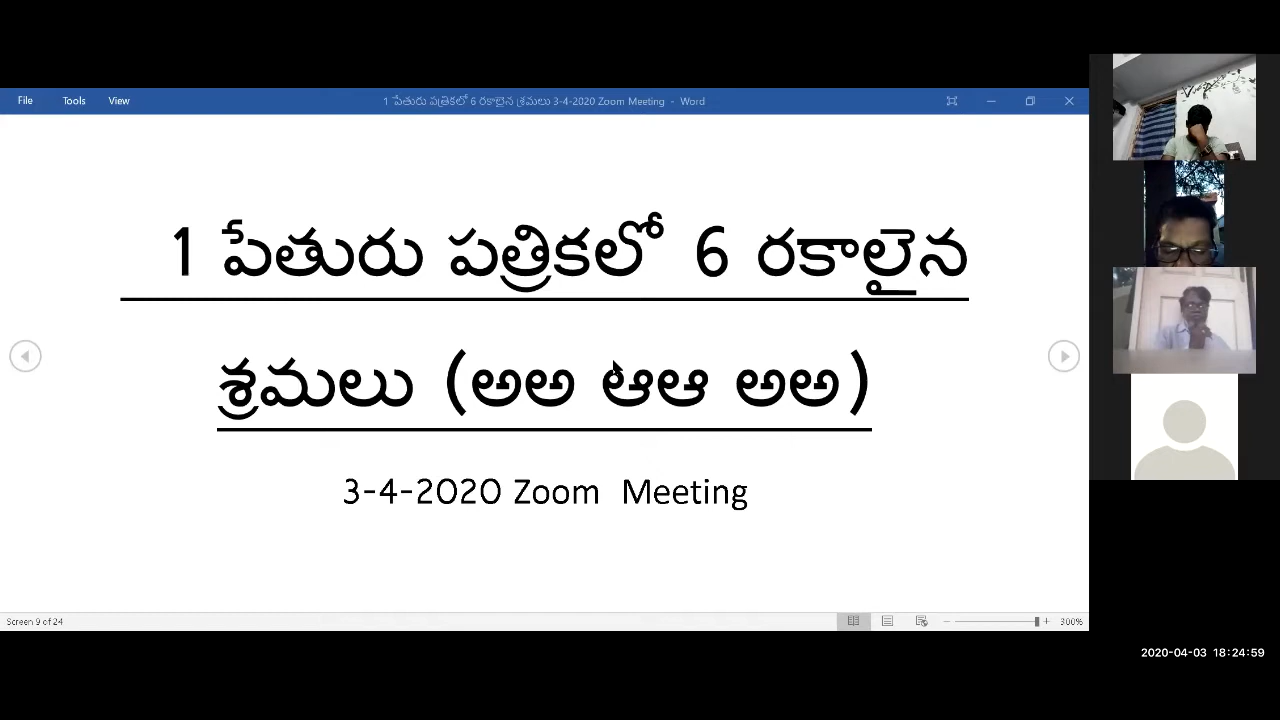 File Tools View 1 పేతురు పత్రికలో 6 రకాలైన శ్రమలు 3-4-2020 Zoom Meeting - Word
1 పేతురు పత్రికలో 6 రకాలైన
శ్రమలు (అఅ ఆఆ అఅ)
3-4-2020 Zoom Meeting
Screen 9 of 24
300%
2020-04-03 18:24:59